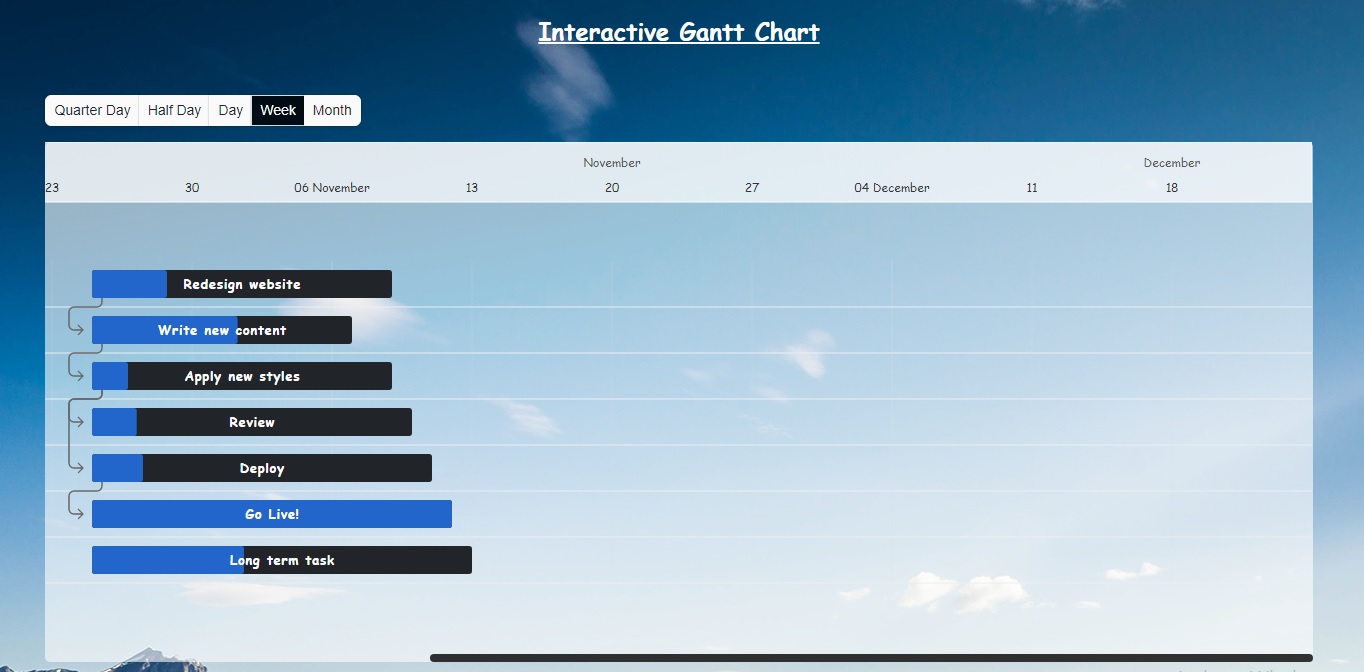 Interactive Gantt Chart
Quarter Day Half Day Day Week Month
November December
23 30 06 November 13 20 27 04 December 11 18
Redesign website
Write new content
Apply new styles
Review
Deploy
Go Live!
Long term task